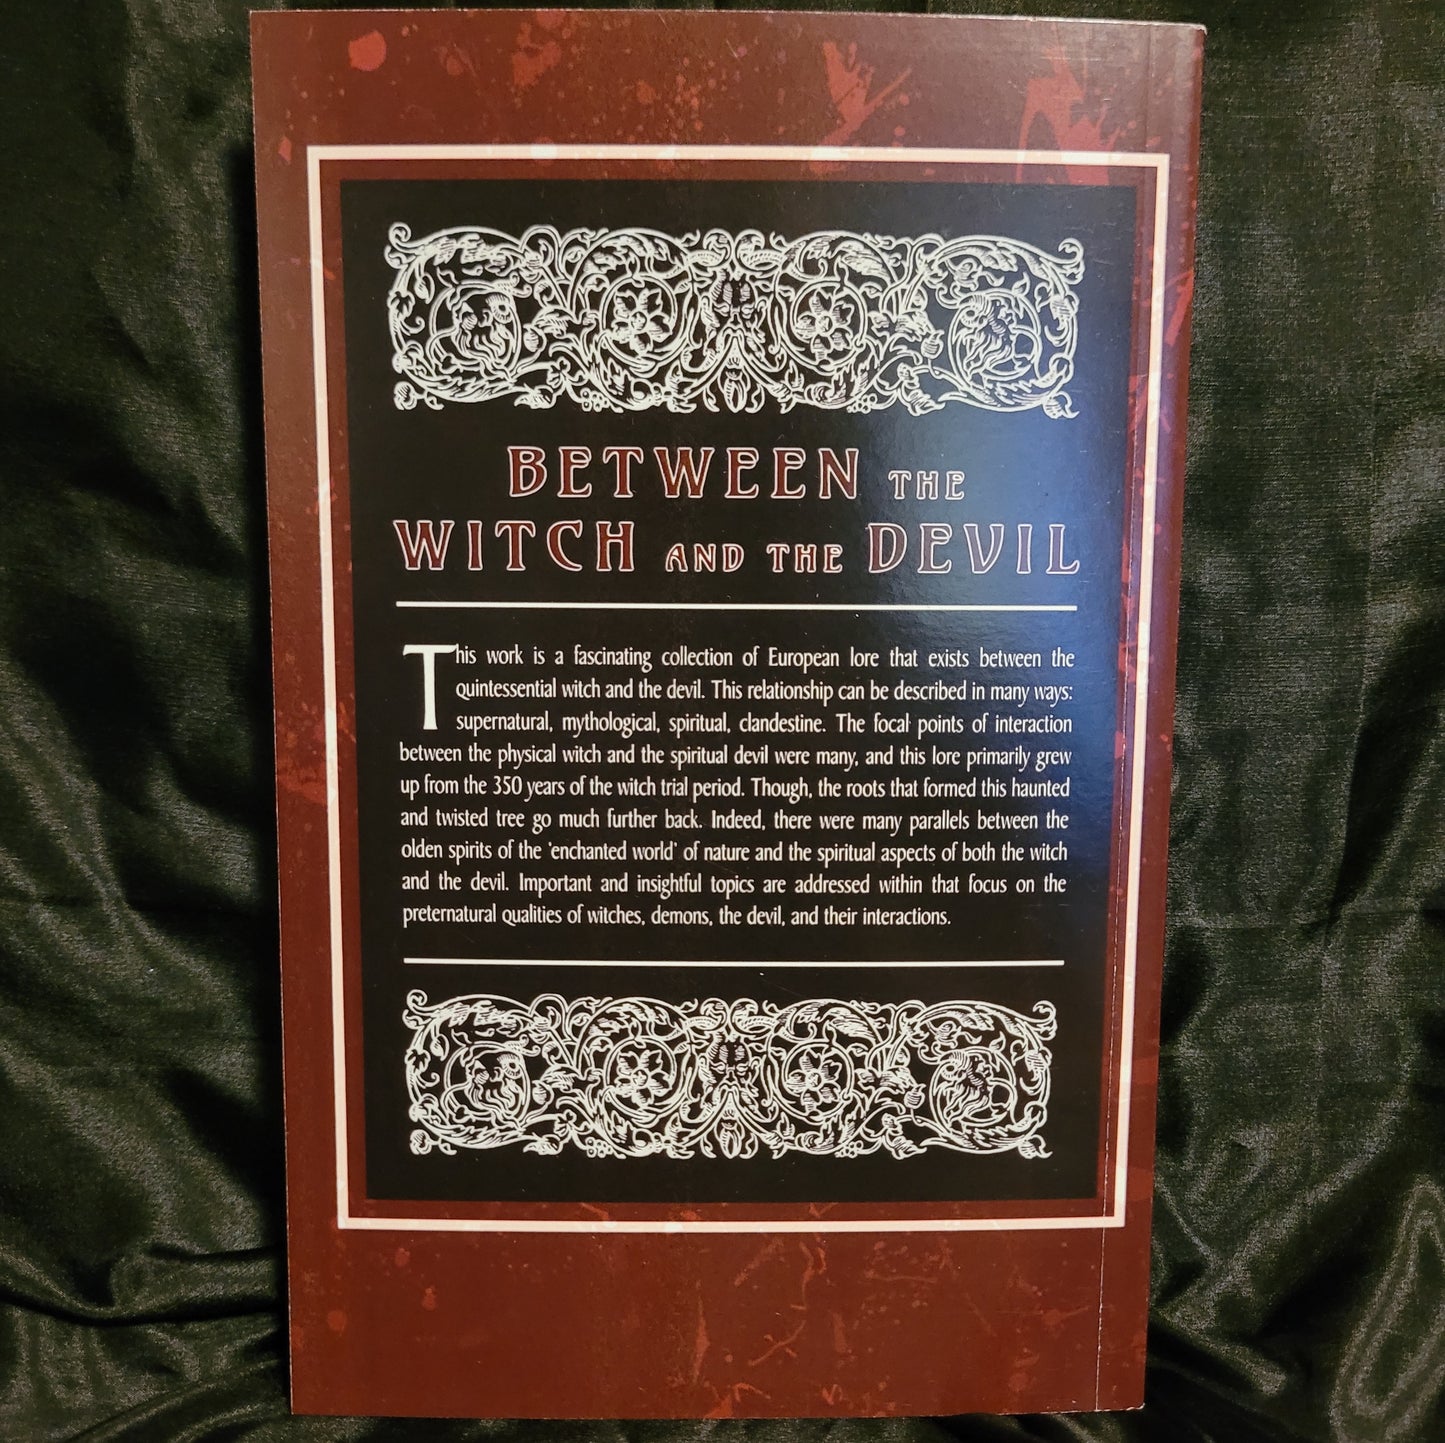 BETWEEN THE
WITCH AND THE DEVIL
This work is a fascinating collection of European lore that exists between the
quintessential witch and the devil. This relationship can be described in many ways:
supernatural, mythological, spiritual, clandestine. The focal points of interaction
between the physical witch and the spiritual devil were many, and this lore primarily grew
up from the 350 years of the witch trial period. Though, the roots that formed this haunted
and twisted tree go much further back. Indeed, there were many parallels between the
olden spirits of the 'enchanted world' of nature and the spiritual aspects of both the witch
and the devil. Important and insightful topics are addressed within that focus on the
preternatural qualities of witches, demons, the devil, and their interactions.